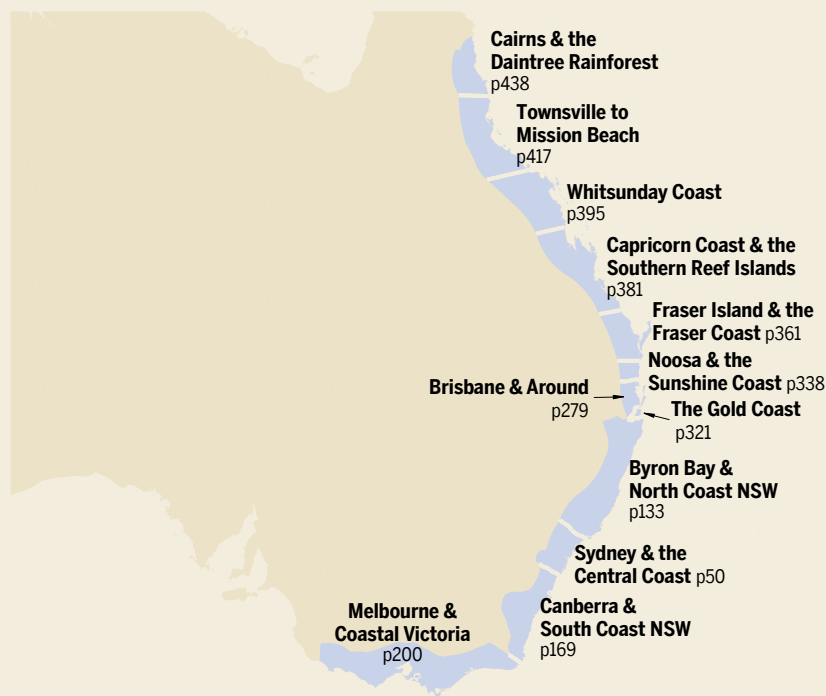 Cairns & the
Daintree Rainforest
p438
Townsville to
Mission Beach
p417
Whitsunday Coast
p395
Capricorn Coast & the
Southern Reef Islands
p381
Fraser Island & the
Fraser Coast p361
Noosa & the
Sunshine Coast p338
Brisbane & Around
p279
The Gold Coast
p321
Byron Bay &
North Coast NSW
p133
Sydney & the
Central Coast p50
Canberra &
South Coast NSW
p169
Melbourne &
Coastal Victoria
p200